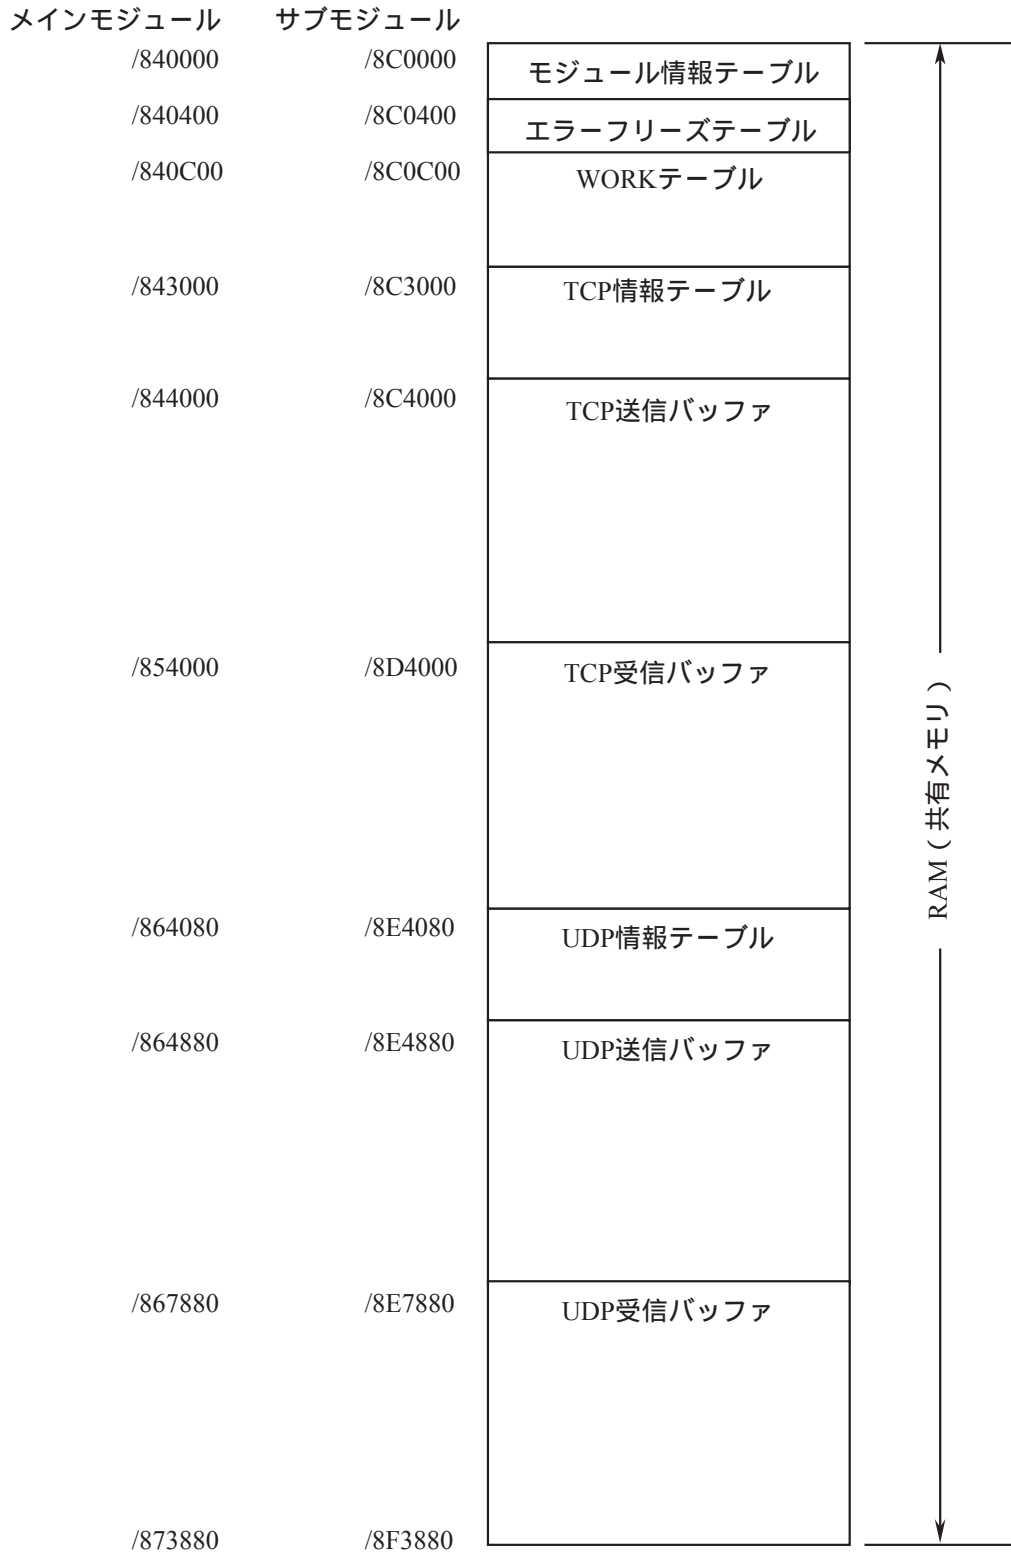 メインモジュール サブモジュール
/840000 /8C0000 モジュール情報テーブル
/840400 /8C0400 エラーフリーズテーブル
/840C00 /8C0C00 WORKテーブル
/843000 /8C3000 TCP情報テーブル
/844000 /8C4000 TCP送信バッファ
/854000 /8D4000 TCP受信バッファ
RAM（共有メモリ）
/864080 /8E4080 UDP情報テーブル
/864880 /8E4880 UDP送信バッファ
/867880 /8E7880 UDP受信バッファ
/873880 /8F3880